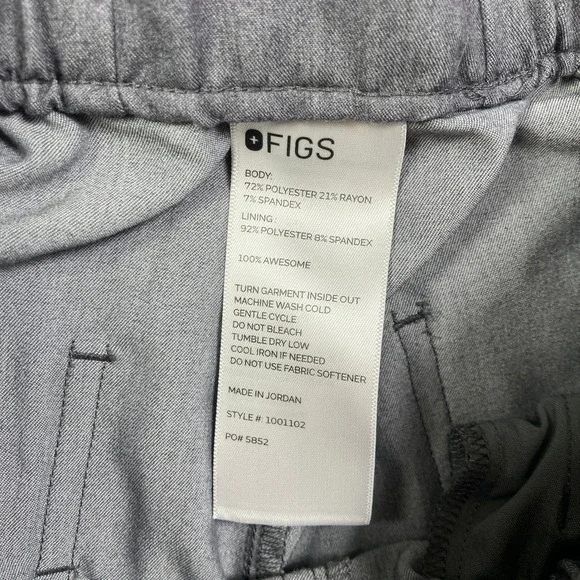 FIGS
BODY:
72% POLYESTER 21% RAYON
7% SPANDEX
LINING :
92% POLYESTER 8% SPANDEX
100% AWESOME
TURN GARMENT INSIDE OUT
MACHINE WASH COLD
GENTLE CYCLE
DO NOT BLEACH
TUMBLE DRY LOW
COOL IRON IF NEEDED
DO NOT USE FABRIC SOFTENER
MADE IN JORDAN
STYLE #: 1001102
PO# 5852